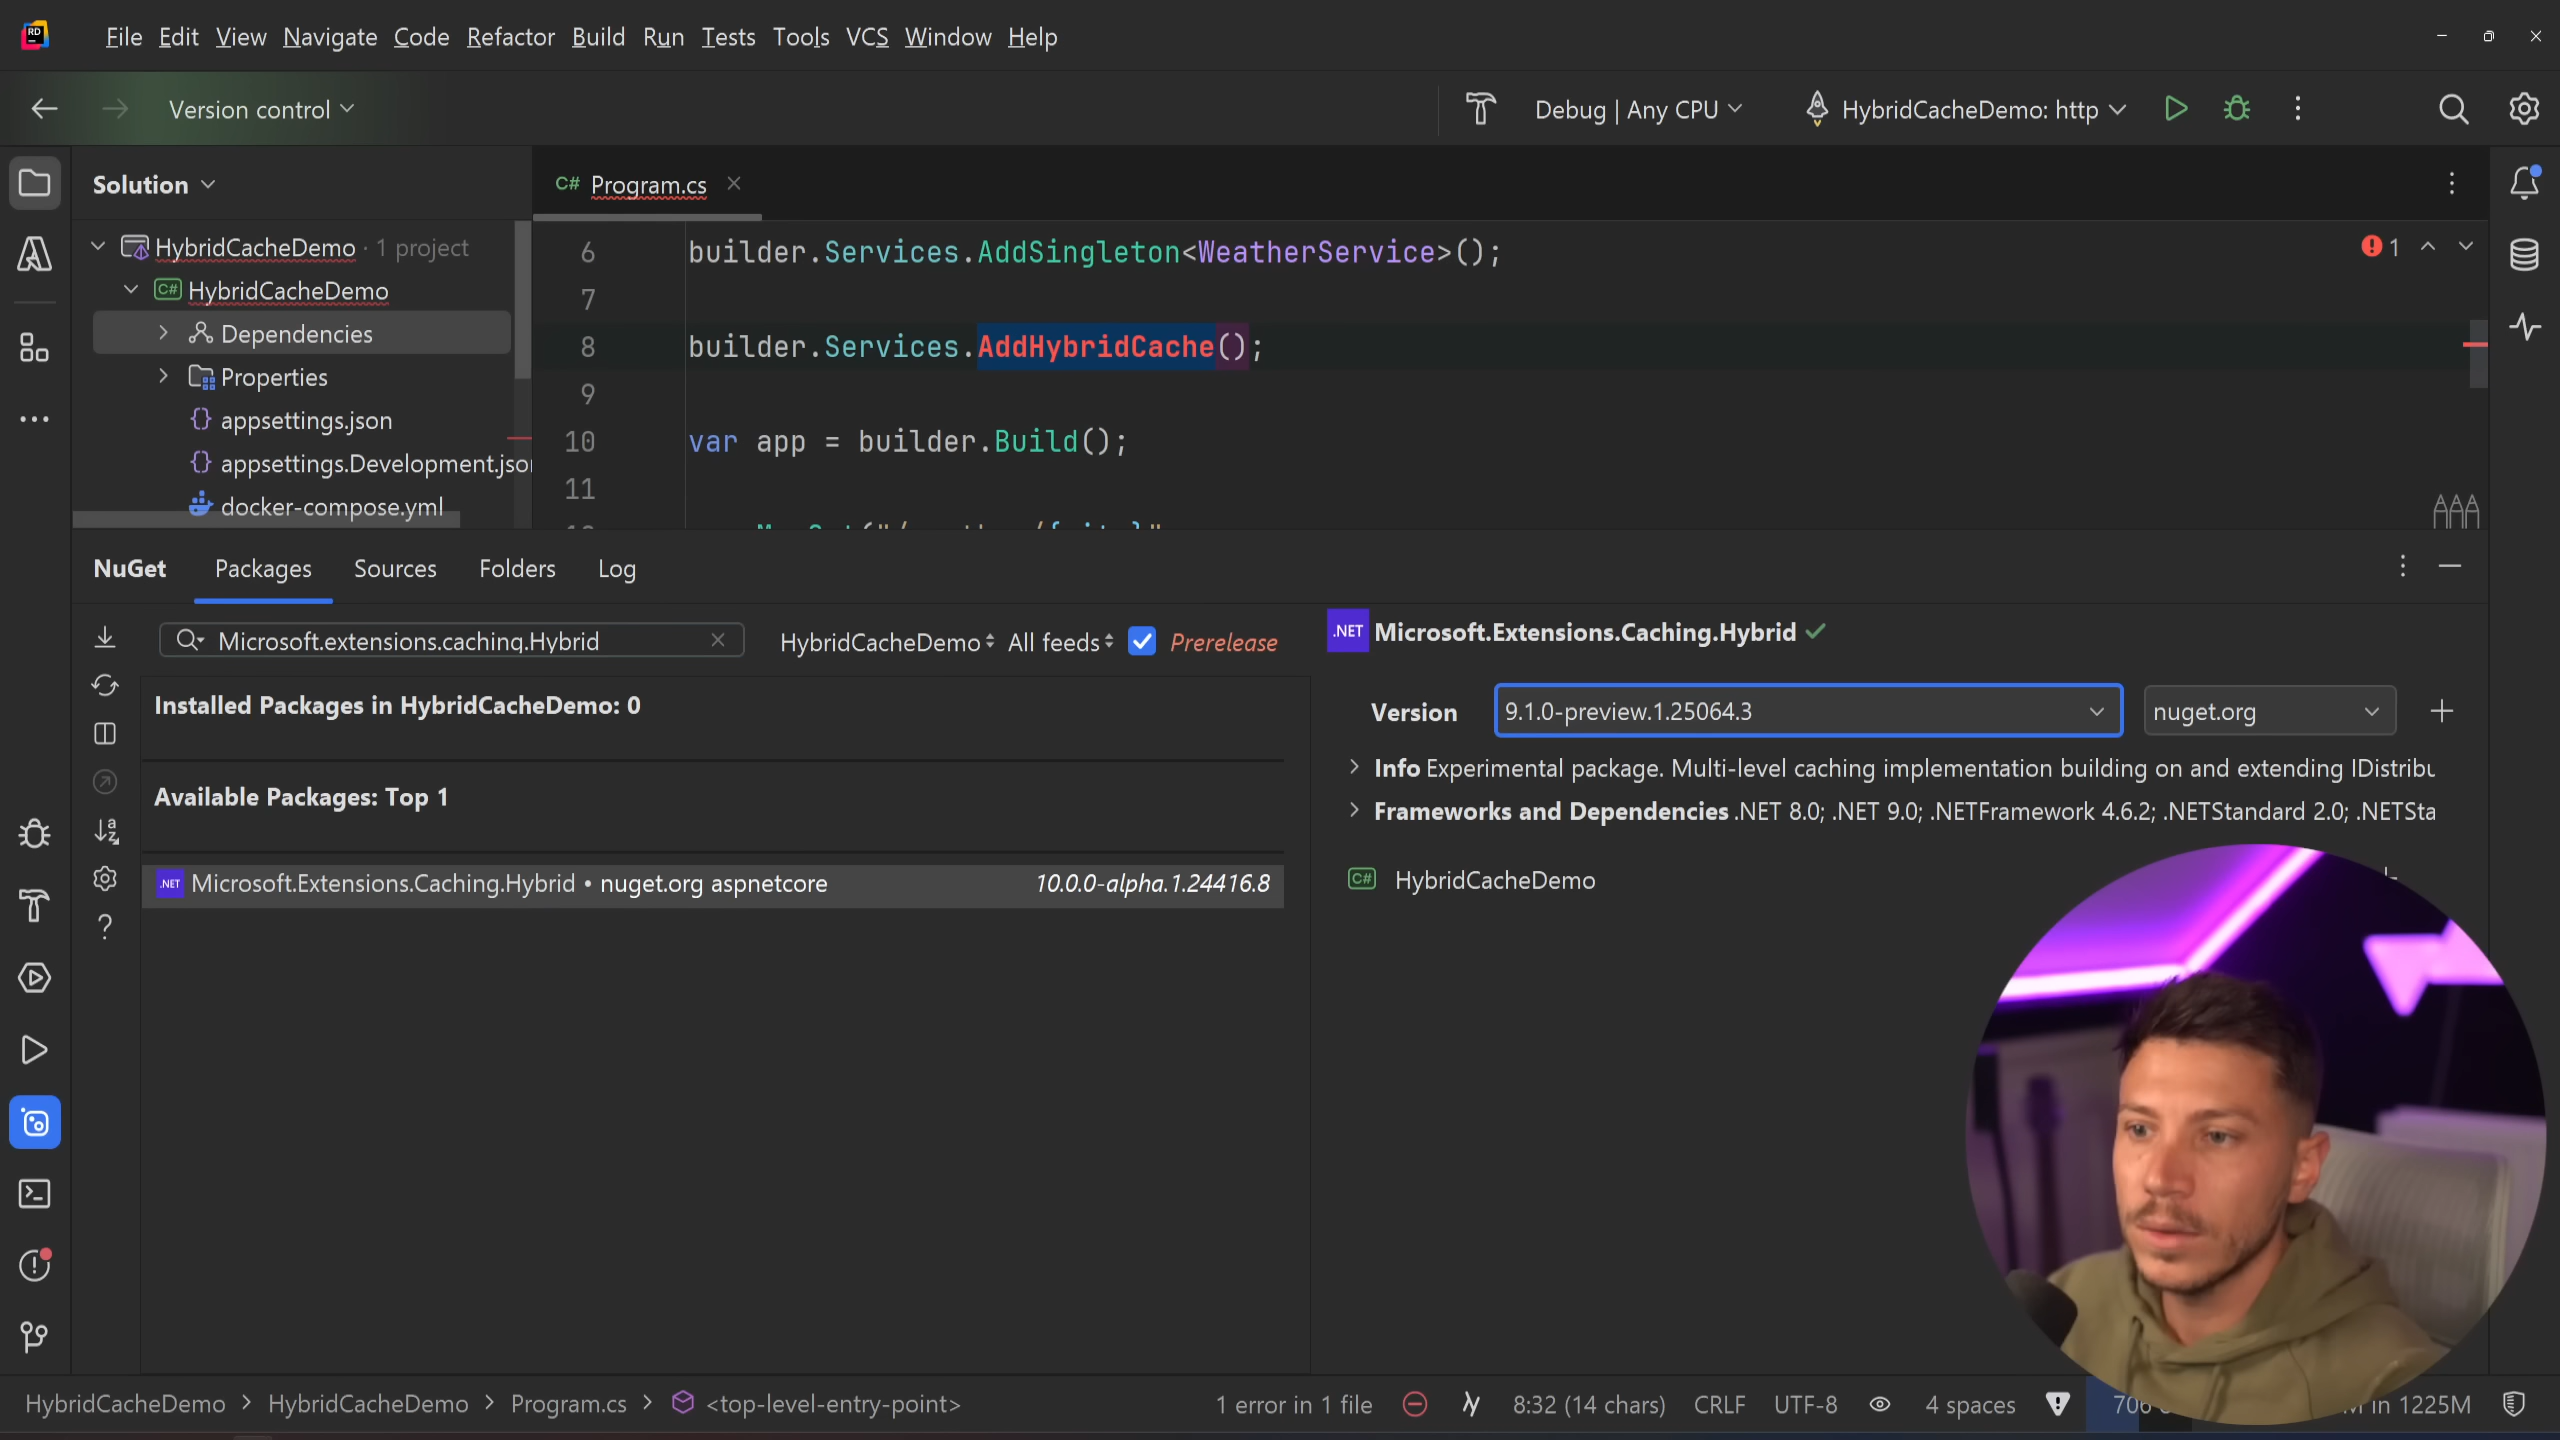 RD
File Edit View Navigate Code Refactor Build Run Tests Tools VCS Window Help
Version control
Debug | Any CPU
HybridCacheDemo: http
Solution
C# Program.cs
HybridCacheDemo · 1 project
C# HybridCacheDemo
Dependencies
Properties
{} appsettings.json
{} appsettings.Development.json
docker-compose.yml
6 builder.Services.AddSingleton<WeatherService>();
7
8 builder.Services.AddHybridCache();
9
10 var app = builder.Build();
11
1
NuGet Packages Sources Folders Log
Microsoft.extensions.caching.Hybrid
HybridCacheDemo All feeds Prerelease
Installed Packages in HybridCacheDemo: 0
Available Packages: Top 1
.NET Microsoft.Extensions.Caching.Hybrid • nuget.org aspnetcore 10.0.0-alpha.1.24416.8
.NET Microsoft.Extensions.Caching.Hybrid
Version 9.1.0-preview.1.25064.3 nuget.org
Info Experimental package. Multi-level caching implementation building on and extending IDistribu
Frameworks and Dependencies .NET 8.0; .NET 9.0; .NETFramework 4.6.2; .NETStandard 2.0; .NETSta
C# HybridCacheDemo
HybridCacheDemo > HybridCacheDemo > Program.cs > <top-level-entry-point>
1 error in 1 file 8:32 (14 chars) CRLF UTF-8 4 spaces 706 in 1225M